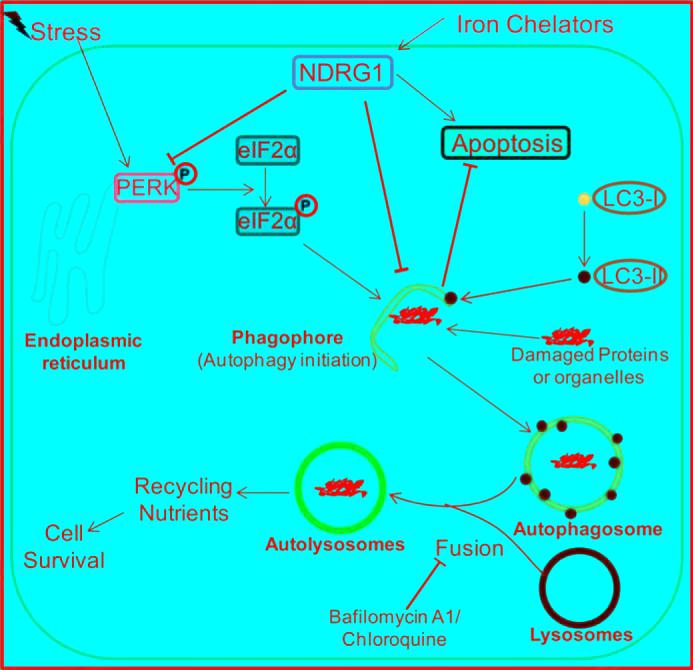 Stress
Iron Chelators
NDRG1
Apoptosis
eIF2α
PERK
P
eIF2α
P
LC3-I
LC3-II
Endoplasmic
reticulum
Phagophore
(Autophagy initiation)
Damaged Proteins
or organelles
Recycling
Nutrients
Cell
Survival
Autolysosomes
Autophagosome
Fusion
Bafilomycin A1/
Chloroquine
Lysosomes